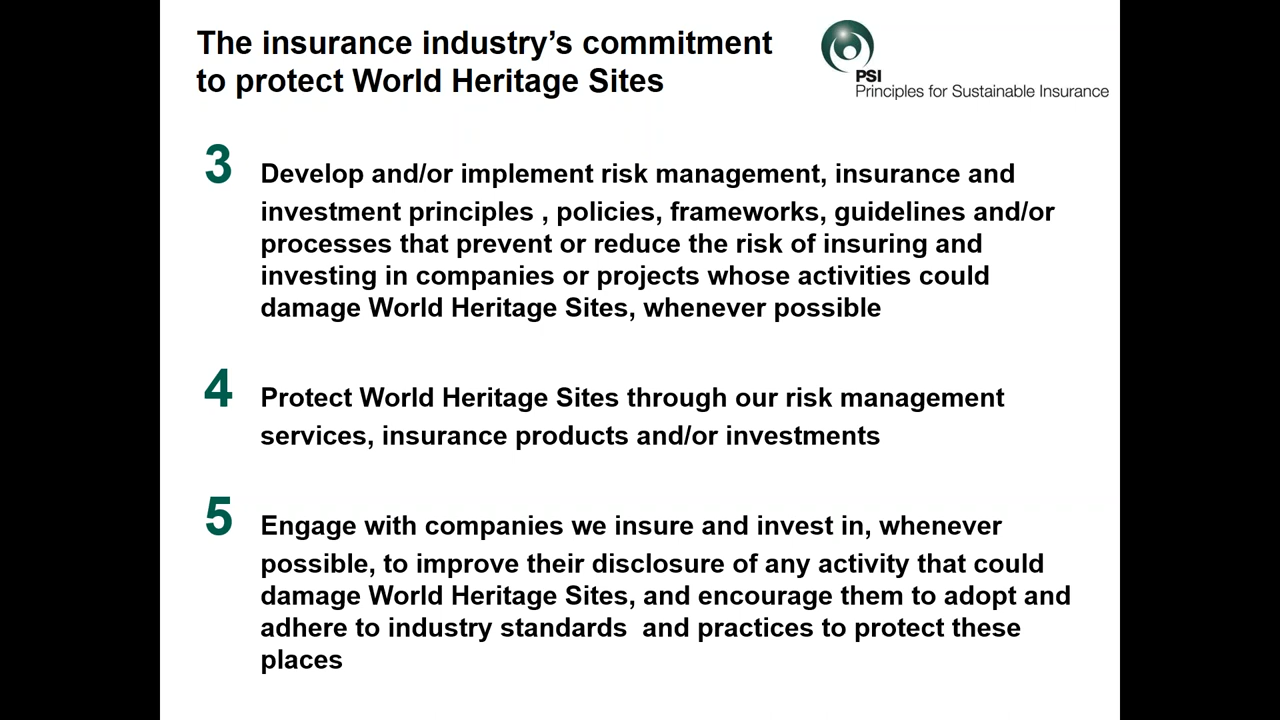 The insurance industry’s commitment
to protect World Heritage Sites
PSI
Principles for Sustainable Insurance
3
Develop and/or implement risk management, insurance and
investment principles , policies, frameworks, guidelines and/or
processes that prevent or reduce the risk of insuring and
investing in companies or projects whose activities could
damage World Heritage Sites, whenever possible
4
Protect World Heritage Sites through our risk management
services, insurance products and/or investments
5
Engage with companies we insure and invest in, whenever
possible, to improve their disclosure of any activity that could
damage World Heritage Sites, and encourage them to adopt and
adhere to industry standards  and practices to protect these
places